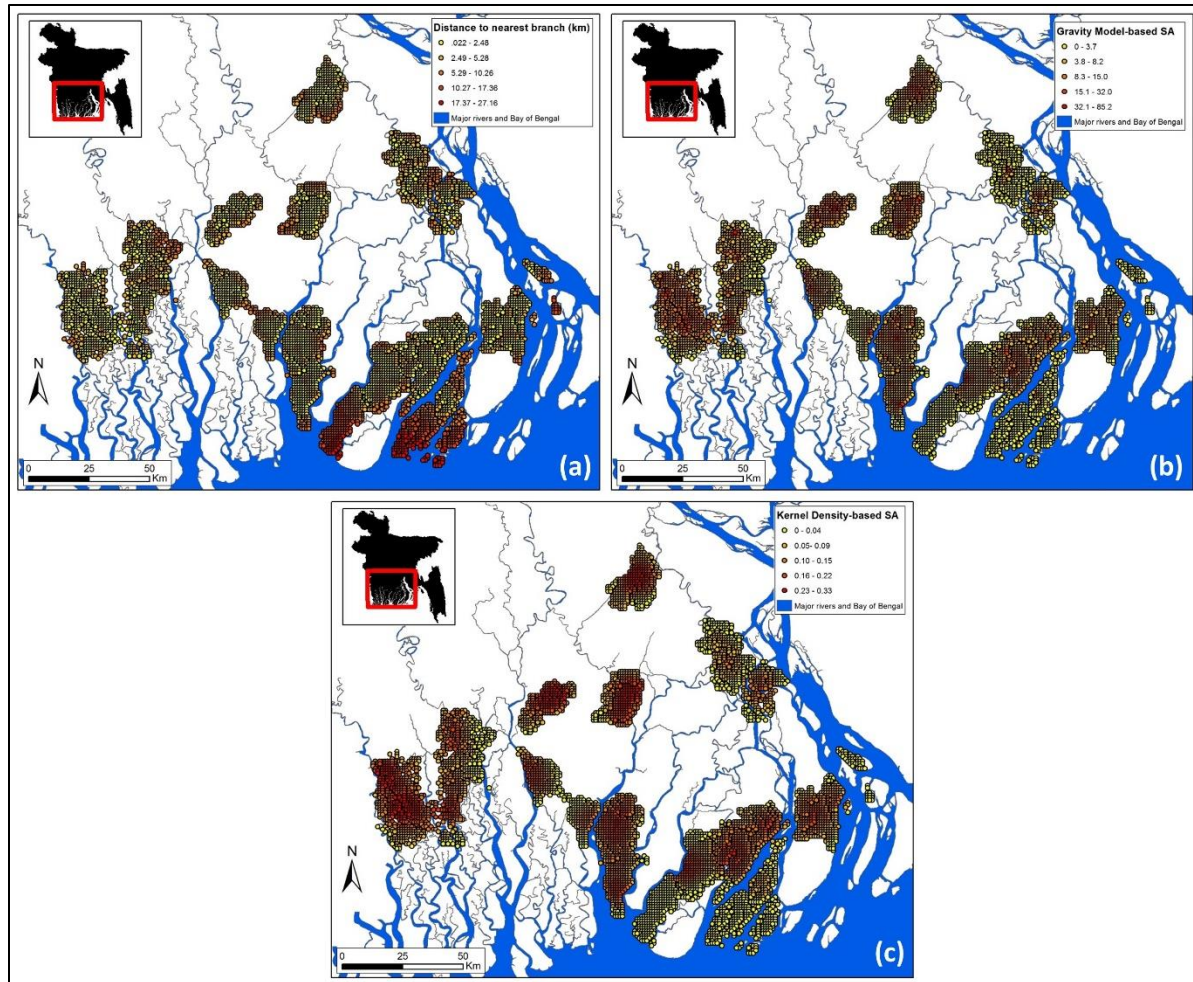 Distance to nearest branch (km)
.022 - 2.48
2.49 - 5.28
5.29 - 10.26
10.27 - 17.36
17.37 - 27.16
Major rivers and Bay of Bengal
N
0 25 50
Km
(a)
Gravity Model-based SA
0 - 3.7
3.8 - 8.2
8.3 - 15.0
15.1 - 32.0
32.1 - 85.2
Major rivers and Bay of Bengal
N
0 25 50
Km
(b)
Kernel Density-based SA
0 - 0.04
0.05- 0.09
0.10 - 0.15
0.16 - 0.22
0.23 - 0.33
Major rivers and Bay of Bengal
N
0 25 50
Km
(c)